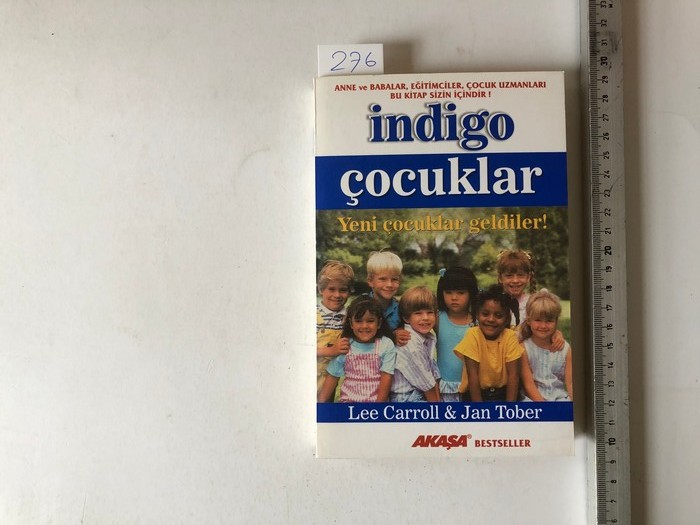 276
ANNE ve BABALAR, EĞİTİMCİLER, ÇOCUK UZMANLARI
BU KİTAP SİZİN İÇİNDİR !
indigo
çocuklar
Yeni çocuklar geldiler!
Lee Carroll & Jan Tober
AKAŞA® BESTSELLER